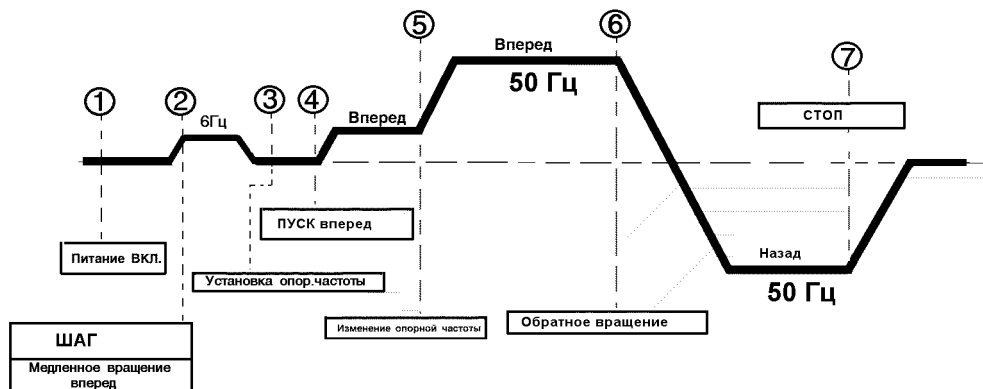 1
2
3
4
5
6
7
6Гц
Вперед
Вперед
50 Гц
СТОП
ПУСК вперед
Питание ВКЛ.
Установка опор.частоты
Назад
50 Гц
Изменение опорной частоты
Обратное вращение
ШАГ
Медленное вращение
вперед